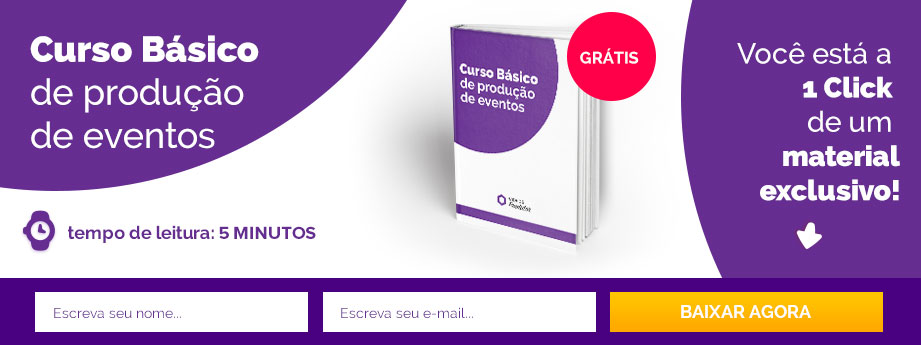 Curso Básico
de produção
de eventos
tempo de leitura: 5 MINUTOS
Curso Básico
de produção
de eventos
GRÁTIS
Você está a
1 Click
de um
material
exclusivo!
Escreva seu nome...
Escreva seu e-mail...
BAIXAR AGORA